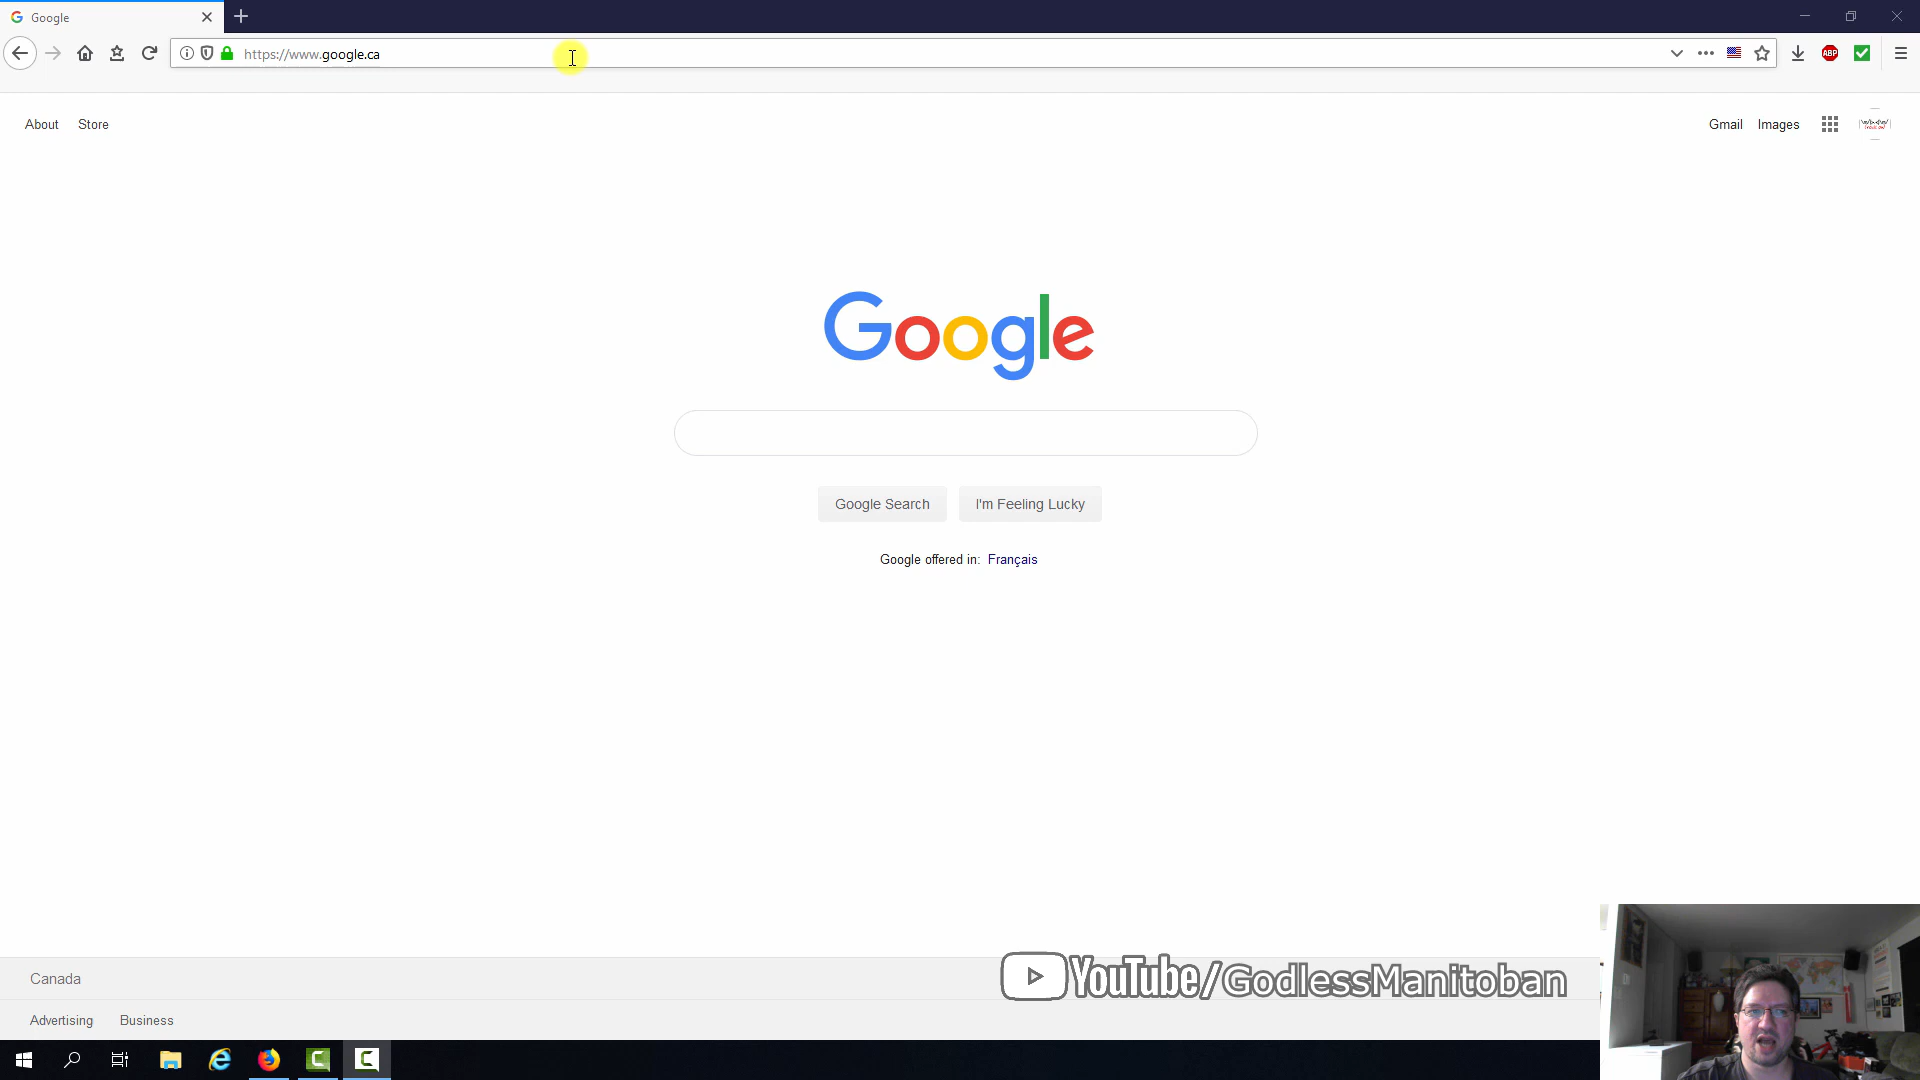 Google
https://www.google.ca
ABP
About Store
Gmail Images
Google
Google Search I'm Feeling Lucky
Google offered in: Français
Canada
YouTube/GodlessManitoban
Advertising Business